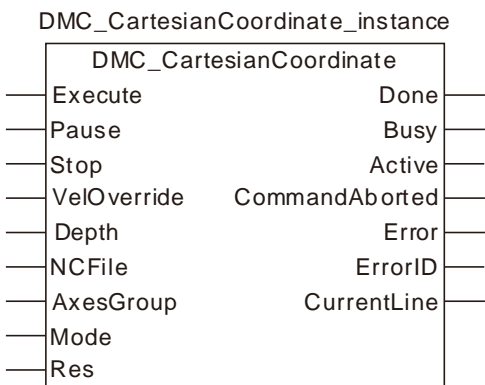 DMC_CartesianCoordinate_instance
DMC_CartesianCoordinate
Execute Done
Pause Busy
Stop Active
VelOverride CommandAborted
Depth Error
NCFile ErrorID
AxesGroup CurrentLine
Mode
Res